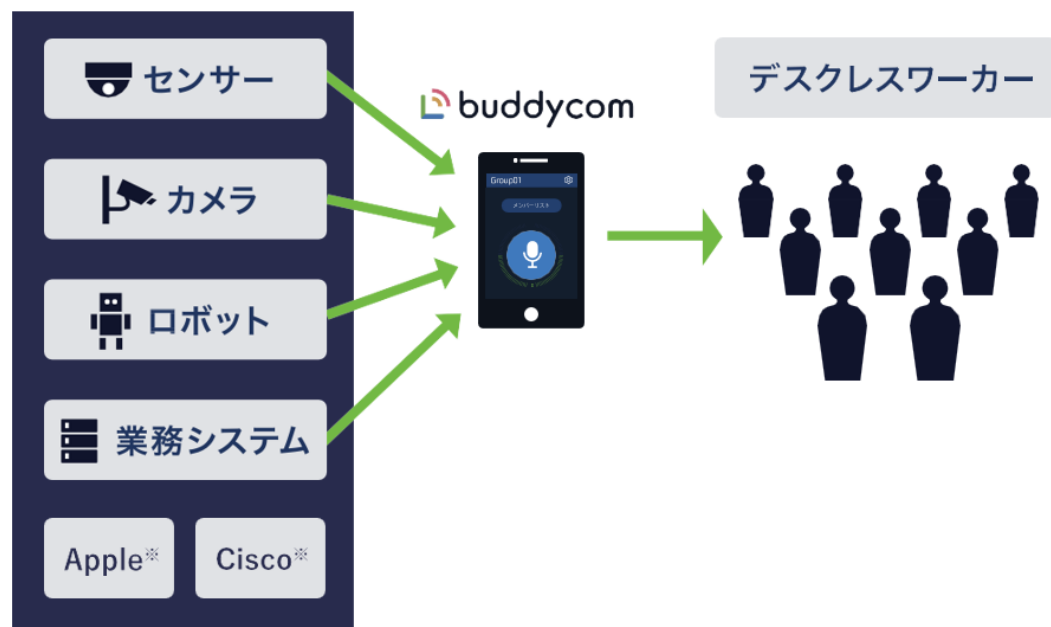 センサー
カメラ
ロボット
業務システム
Apple※
Cisco※
buddycom
Group01
メンバーリスト
デスクレスワーカー